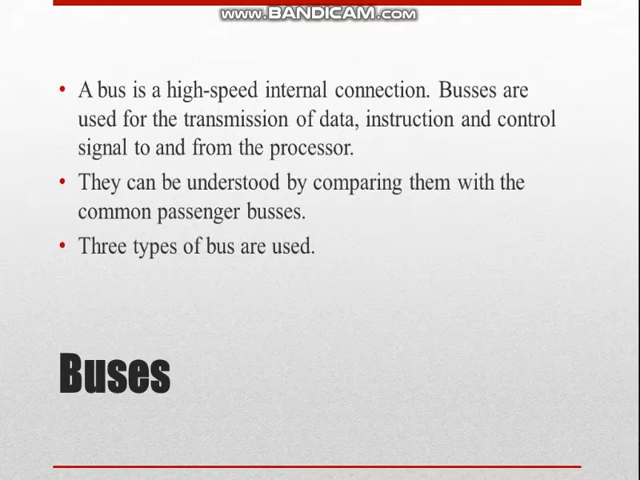 www.BANDICAM.com
• A bus is a high-speed internal connection. Busses are
used for the transmission of data, instruction and control
signal to and from the processor.
• They can be understood by comparing them with the
common passenger busses.
• Three types of bus are used.
Buses